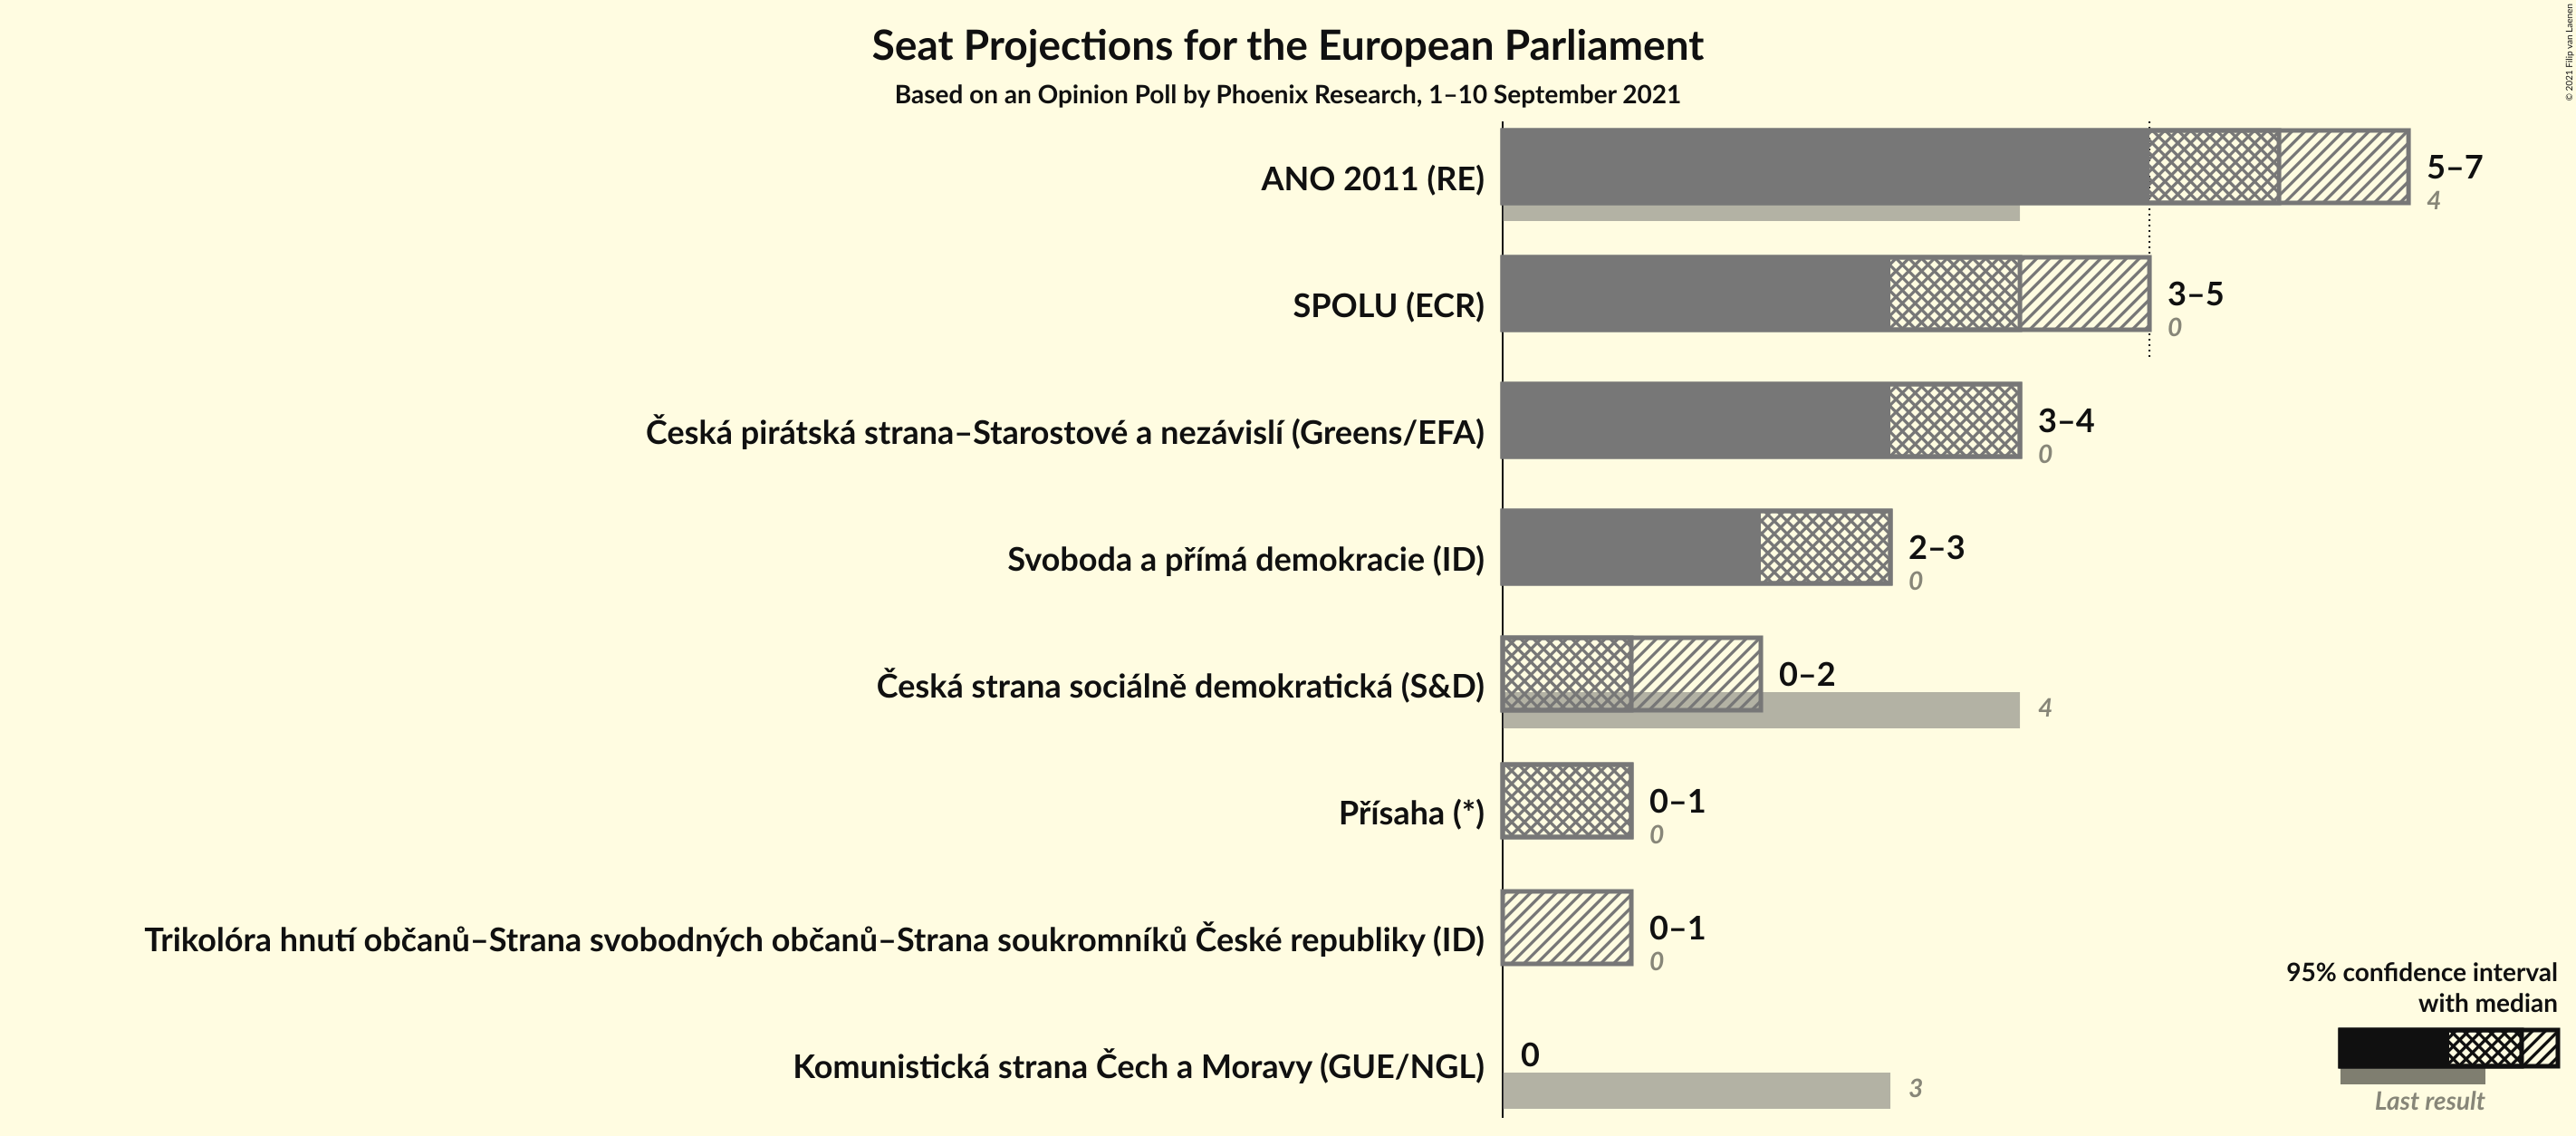 Seat Projections for the European Parliament
Based on an Opinion Poll by Phoenix Research, 1–10 September 2021
© 2021 Filip van Laenen
ANO 2011 (RE)
5–7
4
SPOLU (ECR)
3–5
0
Česká pirátská strana–Starostové a nezávislí (Greens/EFA)
3–4
0
Svoboda a přímá demokracie (ID)
2–3
0
Česká strana sociálně demokratická (S&D)
0–2
4
Přísaha (*)
0–1
0
Trikolóra hnutí občanů–Strana svobodných občanů–Strana soukromníků České republiky (ID)
0–1
0
Komunistická strana Čech a Moravy (GUE/NGL)
0
3
95% confidence interval
with median
Last result